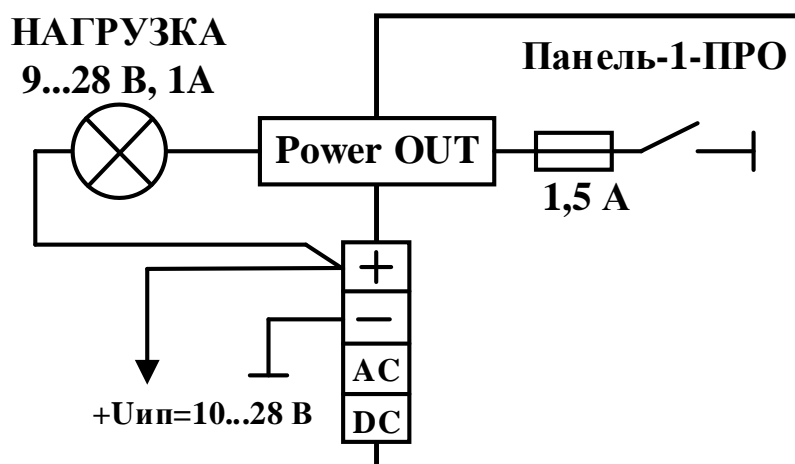 НАГРУЗКА
9...28 В, 1А
Панель-1-ПРО
Power OUT
1,5 А
+
−
AC
+Uип=10...28 В
DC